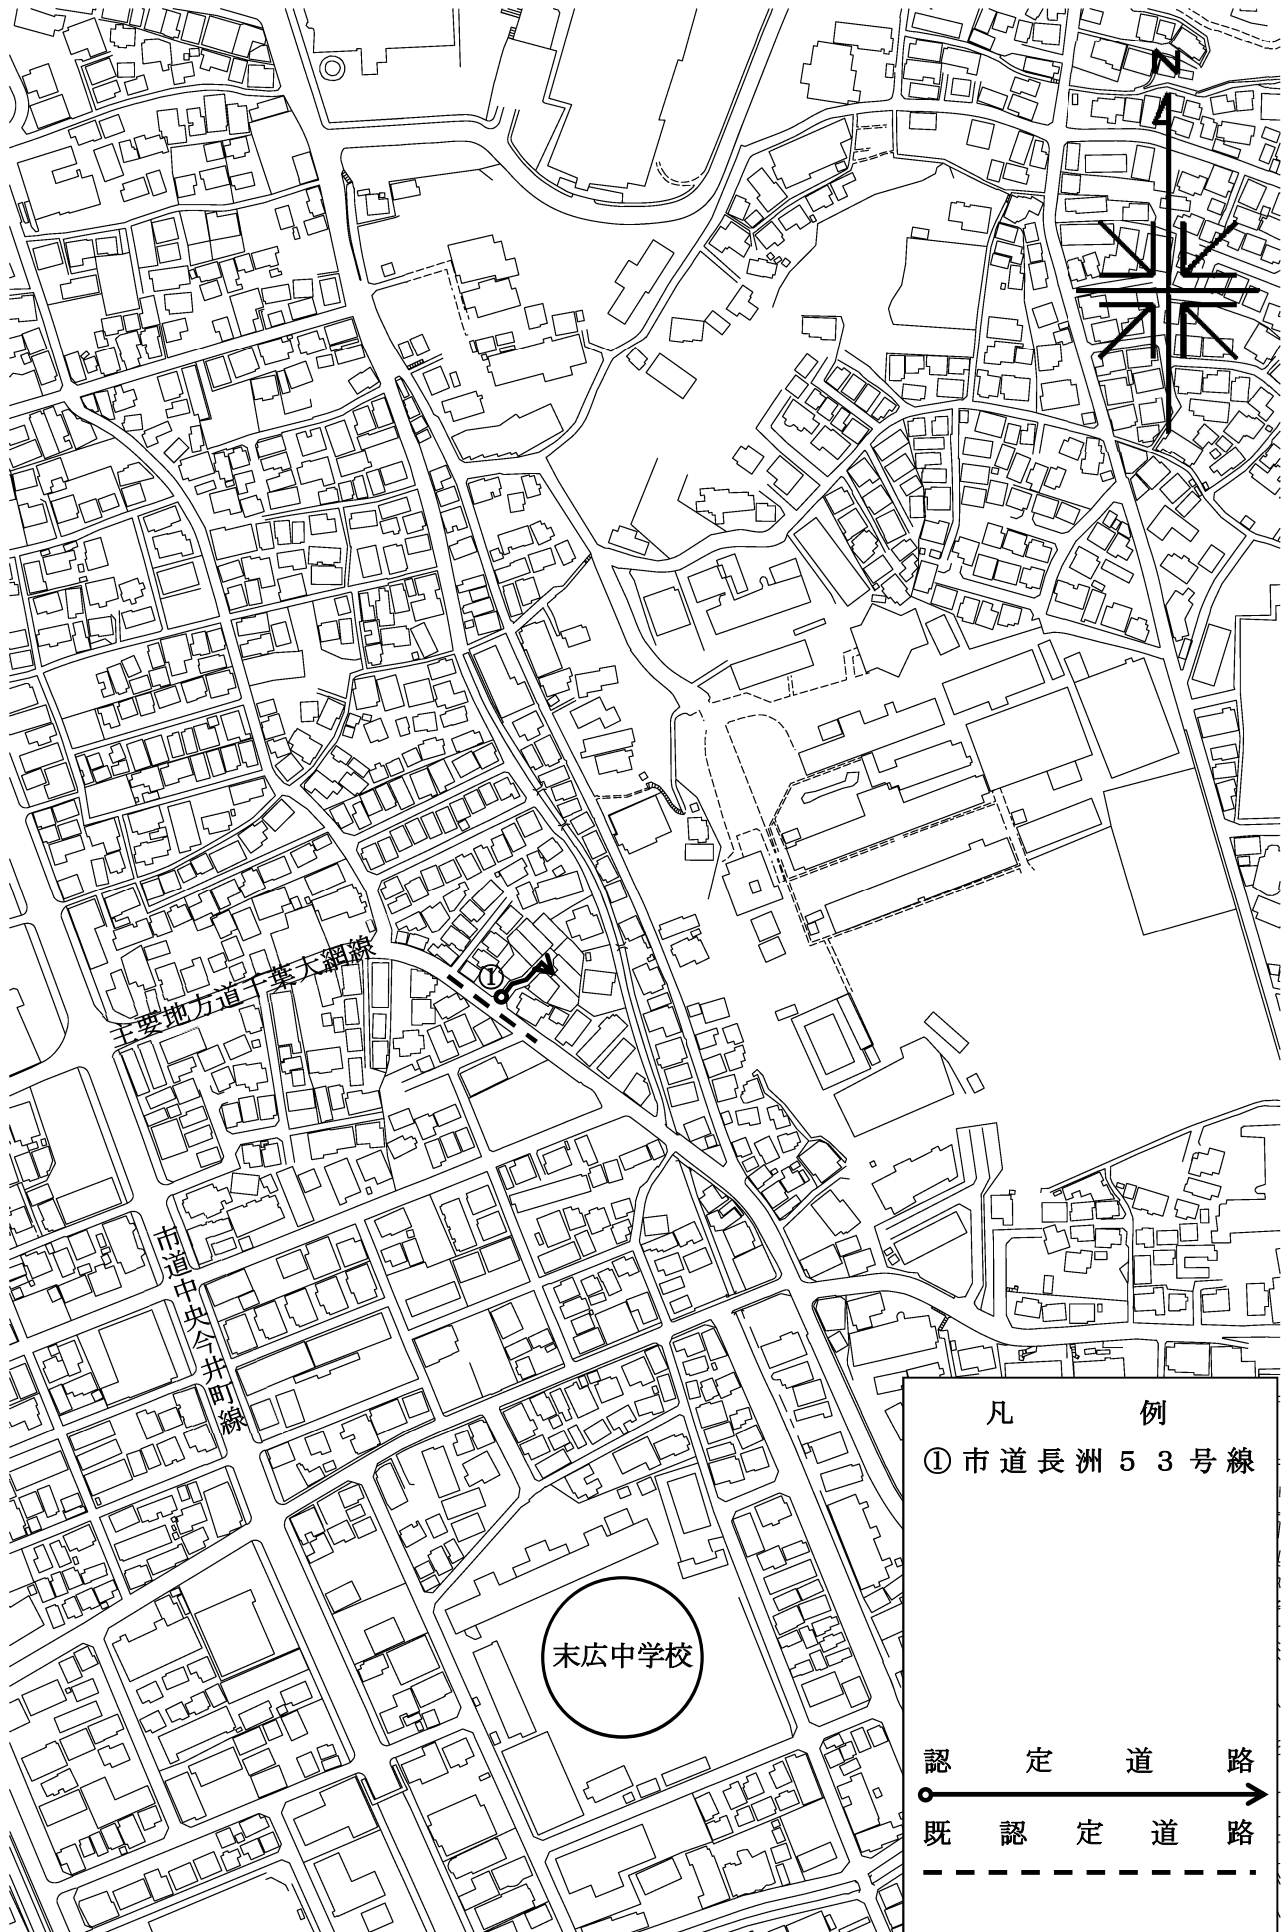 N
①
主要地方道千葉大網線
市道中央今井町線
末広中学校
凡例
①市道長洲53号線
認定道路
既認定道路